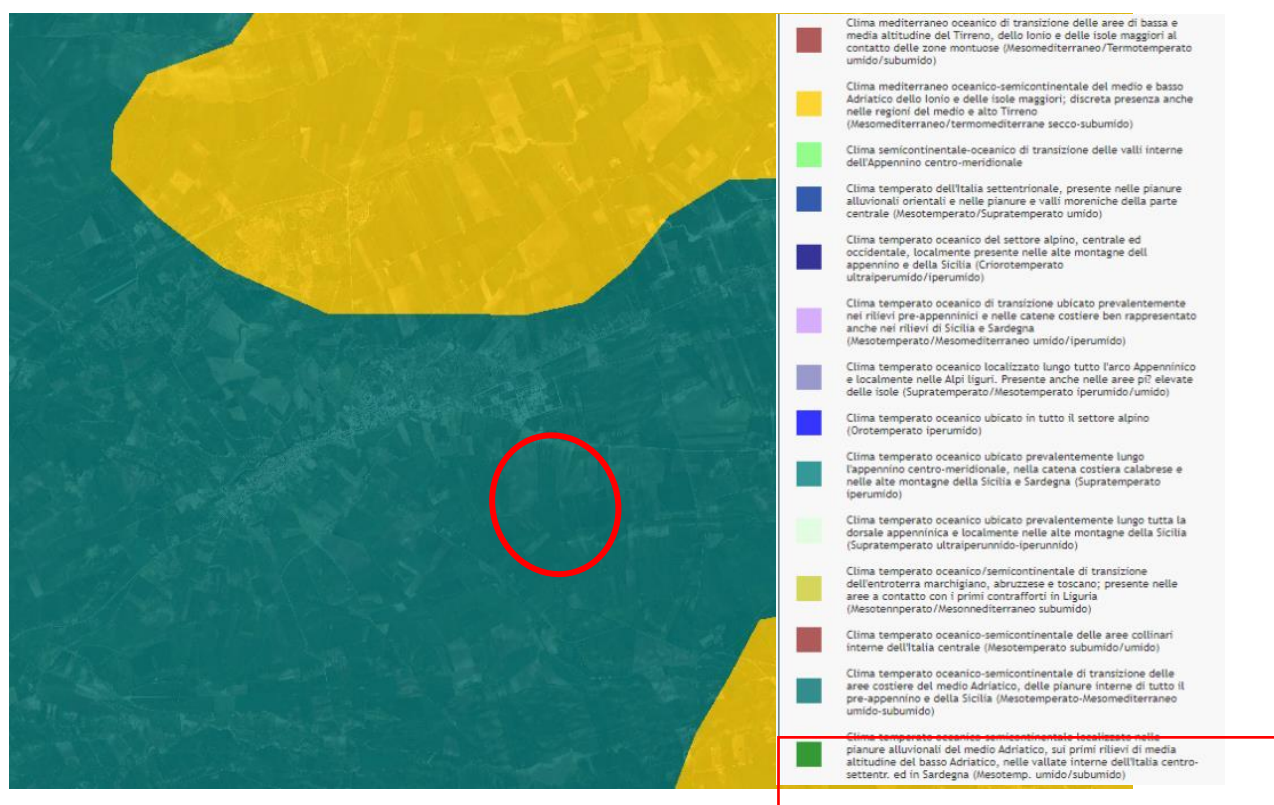 Clima mediterraneo oceanico di transizione delle aree di bassa e
media altitudine del Tirreno, dello Ionio e delle isole maggiori al
contatto delle zone montuose (Mesomediterraneo/Termotemperato
umido/subumido)
Clima mediterraneo oceanico-semicontinentale del medio e basso
Adriatico dello Ionio e delle isole maggiori; discreta presenza anche
nelle regioni del medio e alto Tirreno
(Mesomediterraneo/termomediterrane secco-subumido)
Clima semicontinentale-oceanico di transizione delle valli interne
dell'Appennino centro-meridionale
Clima temperato dell'Italia settentrionale, presente nelle pianure
alluvionali orientali e nelle pianure e valli moreniche della parte
centrale (Mesotemperato/Supratemperato umido)
Clima temperato oceanico del settore alpino, centrale ed
occidentale, localmente presente nelle alte montagne dell
appennino e della Sicilia (Criorotemperato
ultraiperumido/iperumido)
Clima temperato oceanico di transizione ubicato prevalentemente
nei rilievi pre-appenninici e nelle catene costiere ben rappresentato
anche nei rilievi di Sicilia e Sardegna
(Mesotemperato/Mesomediterraneo umido/iperumido)
Clima temperato oceanico localizzato lungo tutto l'arco Appenninico
e localmente nelle Alpi liguri. Presente anche nelle aree pi? elevate
delle isole (Supratemperato/Mesotemperato iperumido/umido)
Clima temperato oceanico ubicato in tutto il settore alpino
(Orotemperato iperumido)
Clima temperato oceanico ubicato prevalentemente lungo
l'appennino centro-meridionale, nella catena costiera calabrese e
nelle alte montagne della Sicilia e Sardegna (Supratemperato
iperumido)
Clima temperato oceanico ubicato prevalentemente lungo tutta la
dorsale appenninica e localmente nelle alte montagne della Sicilia
(Supratemperato ultraiperunnido-iperunnido)
Clima temperato oceanico/semicontinentale di transizione
dell'entroterra marchigiano, abruzzese e toscano; presente nelle
aree a contatto con i primi contrafforti in Liguria
(Mesotennperato/Mesonnediterraneo subumido)
Clima temperato oceanico-semicontinentale delle aree collinari
interne dell'Italia centrale (Mesotemperato subumido/umido)
Clima temperato oceanico-semicontinentale di transizione delle
aree costiere del medio Adriatico, delle pianure interne di tutto il
pre-appennino e della Sicilia (Mesotemperato-Mesomediterraneo
umido-subumido)
Clima temperato oceanico-semicontinentale localizzato nelle
pianure alluvionali del medio Adriatico, sui primi rilievi di media
altitudine del basso Adriatico, nelle vallate interne dell'Italia centro-
settentr. ed in Sardegna (Mesotemp. umido/subumido)